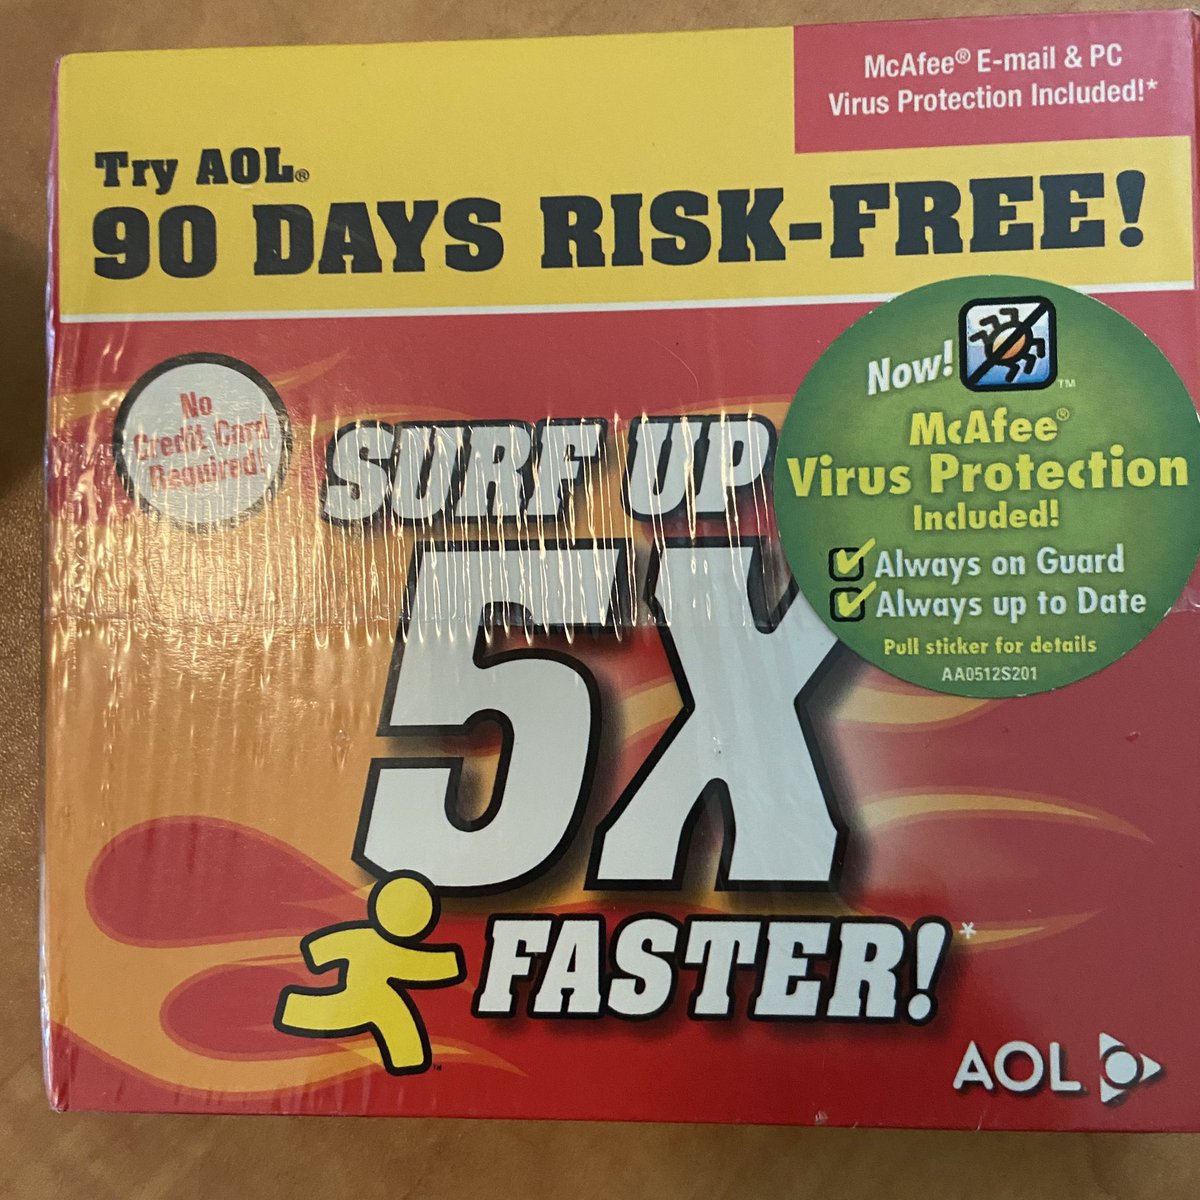 McAfee® E-mail & PC
Virus Protection Included!*
Try AOL®
90 DAYS RISK-FREE!
No
Credit Card
Required!
SURF UP
5X
FASTER!*
Now!
™
McAfee®
Virus Protection
Included!
Always on Guard
Always up to Date
Pull sticker for details
AA0512S201
™
AOL